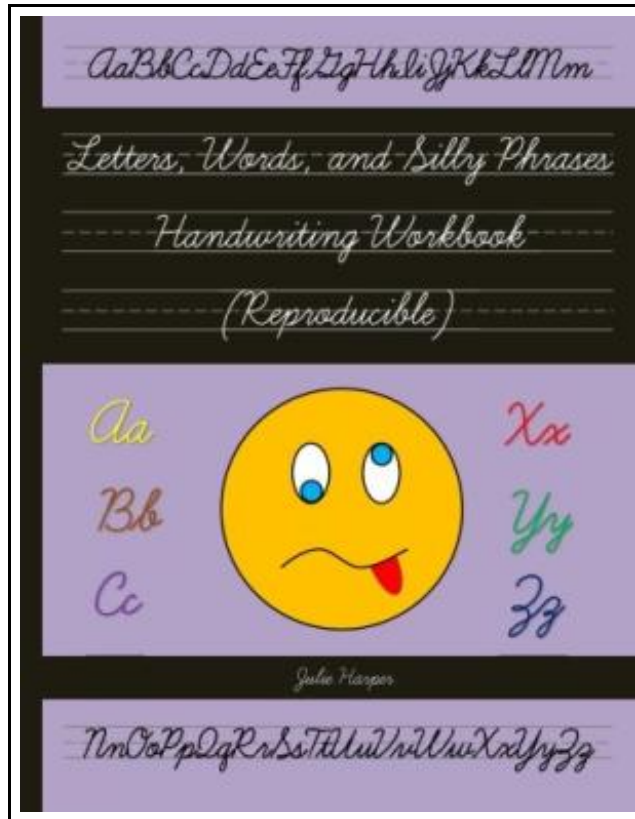 AaBbCcDdEeFfGgHhIiJjKkLlMm
Letters, Words, and Silly Phrases
Handwriting Workbook
(Reproducible)
Aa Xx
Bb Yy
Cc Zz
Julie Harper
NnOoPpQqRrSsTtUuVvWwXxYyZz